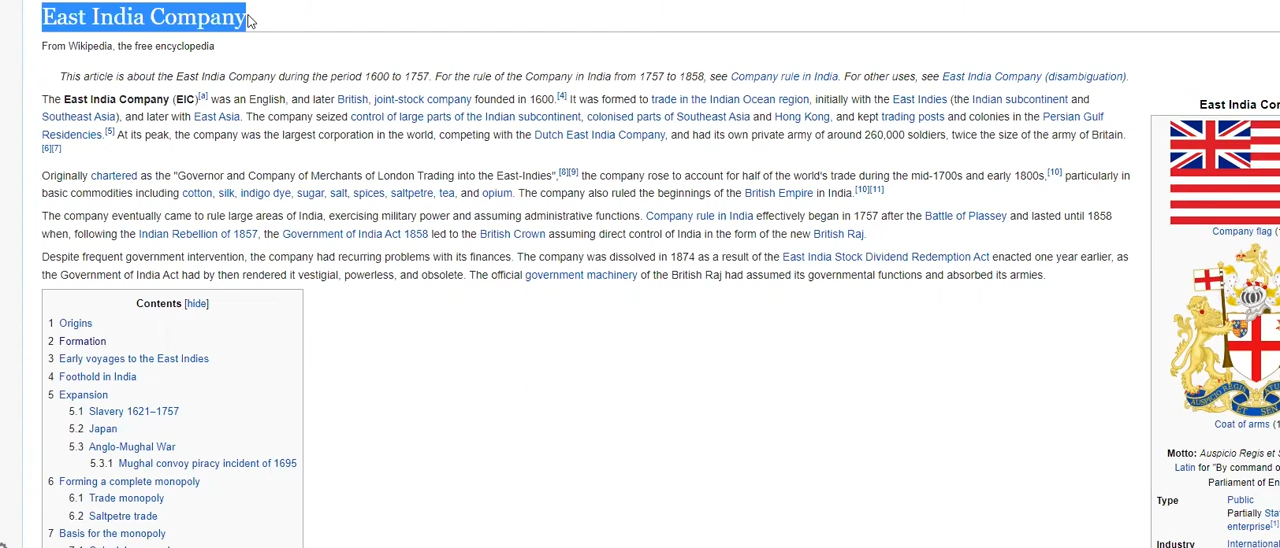 East India Company
From Wikipedia, the free encyclopedia
This article is about the East India Company during the period 1600 to 1757. For the rule of the Company in India from 1757 to 1858, see Company rule in India. For other uses, see East India Company (disambiguation).
The East India Company (EIC)[a] was an English, and later British, joint-stock company founded in 1600.[4] It was formed to trade in the Indian Ocean region, initially with the East Indies (the Indian subcontinent and
Southeast Asia), and later with East Asia. The company seized control of large parts of the Indian subcontinent, colonised parts of Southeast Asia and Hong Kong, and kept trading posts and colonies in the Persian Gulf
Residencies.[5] At its peak, the company was the largest corporation in the world, competing with the Dutch East India Company, and had its own private army of around 260,000 soldiers, twice the size of the army of Britain.
[6][7]
Originally chartered as the "Governor and Company of Merchants of London Trading into the East-Indies",[8][9] the company rose to account for half of the world's trade during the mid-1700s and early 1800s,[10] particularly in
basic commodities including cotton, silk, indigo dye, sugar, salt, spices, saltpetre, tea, and opium. The company also ruled the beginnings of the British Empire in India.[10][11]
The company eventually came to rule large areas of India, exercising military power and assuming administrative functions. Company rule in India effectively began in 1757 after the Battle of Plassey and lasted until 1858
when, following the Indian Rebellion of 1857, the Government of India Act 1858 led to the British Crown assuming direct control of India in the form of the new British Raj.
Despite frequent government intervention, the company had recurring problems with its finances. The company was dissolved in 1874 as a result of the East India Stock Dividend Redemption Act enacted one year earlier, as
the Government of India Act had by then rendered it vestigial, powerless, and obsolete. The official government machinery of the British Raj had assumed its governmental functions and absorbed its armies.
Contents [hide]
1 Origins
2 Formation
3 Early voyages to the East Indies
4 Foothold in India
5 Expansion
5.1 Slavery 1621–1757
5.2 Japan
5.3 Anglo-Mughal War
5.3.1 Mughal convoy piracy incident of 1695
6 Forming a complete monopoly
6.1 Trade monopoly
6.2 Saltpetre trade
7 Basis for the monopoly
East India Co
Company flag (1
AUSPICIO REGIS
ET SEN
Coat of arms (1
Motto: Auspicio Regis et S
Latin for "By command o
Parliament of En
Type Public
Partially Sta
enterprise[1]
Industry International